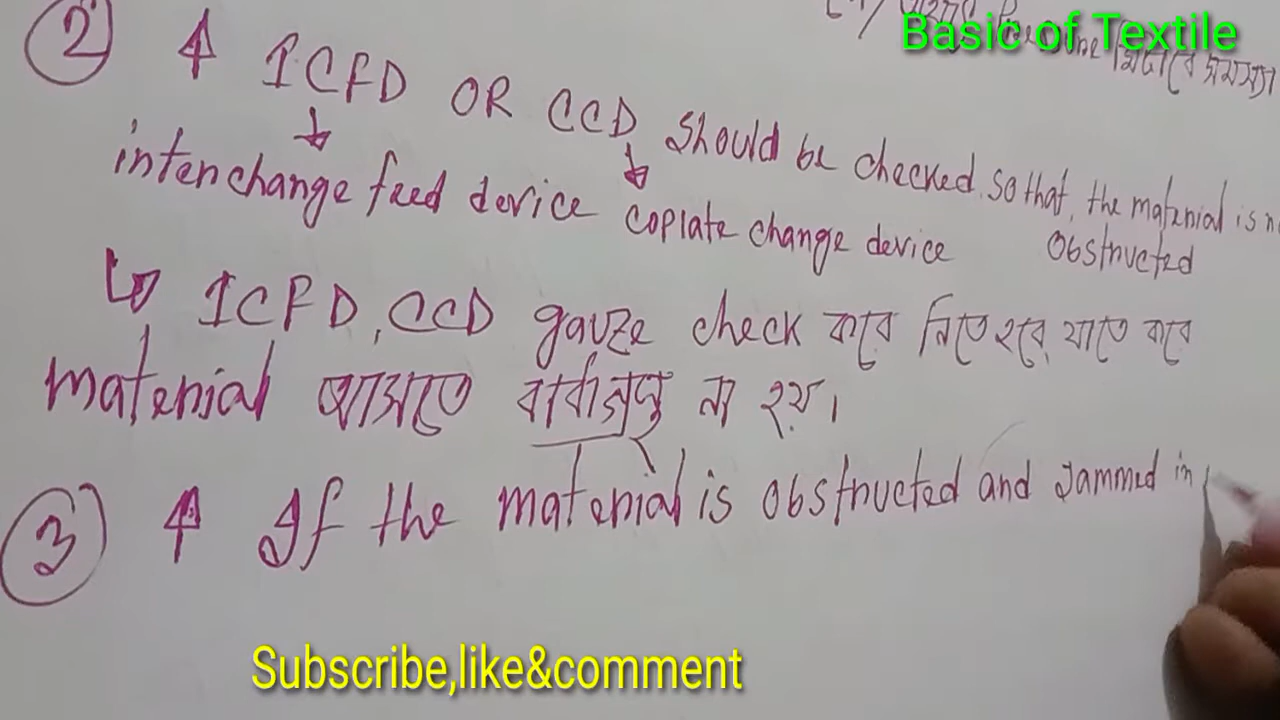 Basic of Textile
মিটারে সমস্যা
2 ICFD OR CCD should be checked. so that, the material is
interchange feed device coplate change device obstructed
ICFD, CCD gauze check করে নিতে হবে যাতে করে
material আসতে বাধাগ্রস্থ না হয়।
3 If the material is obstructed and jammed in
Subscribe,like&comment